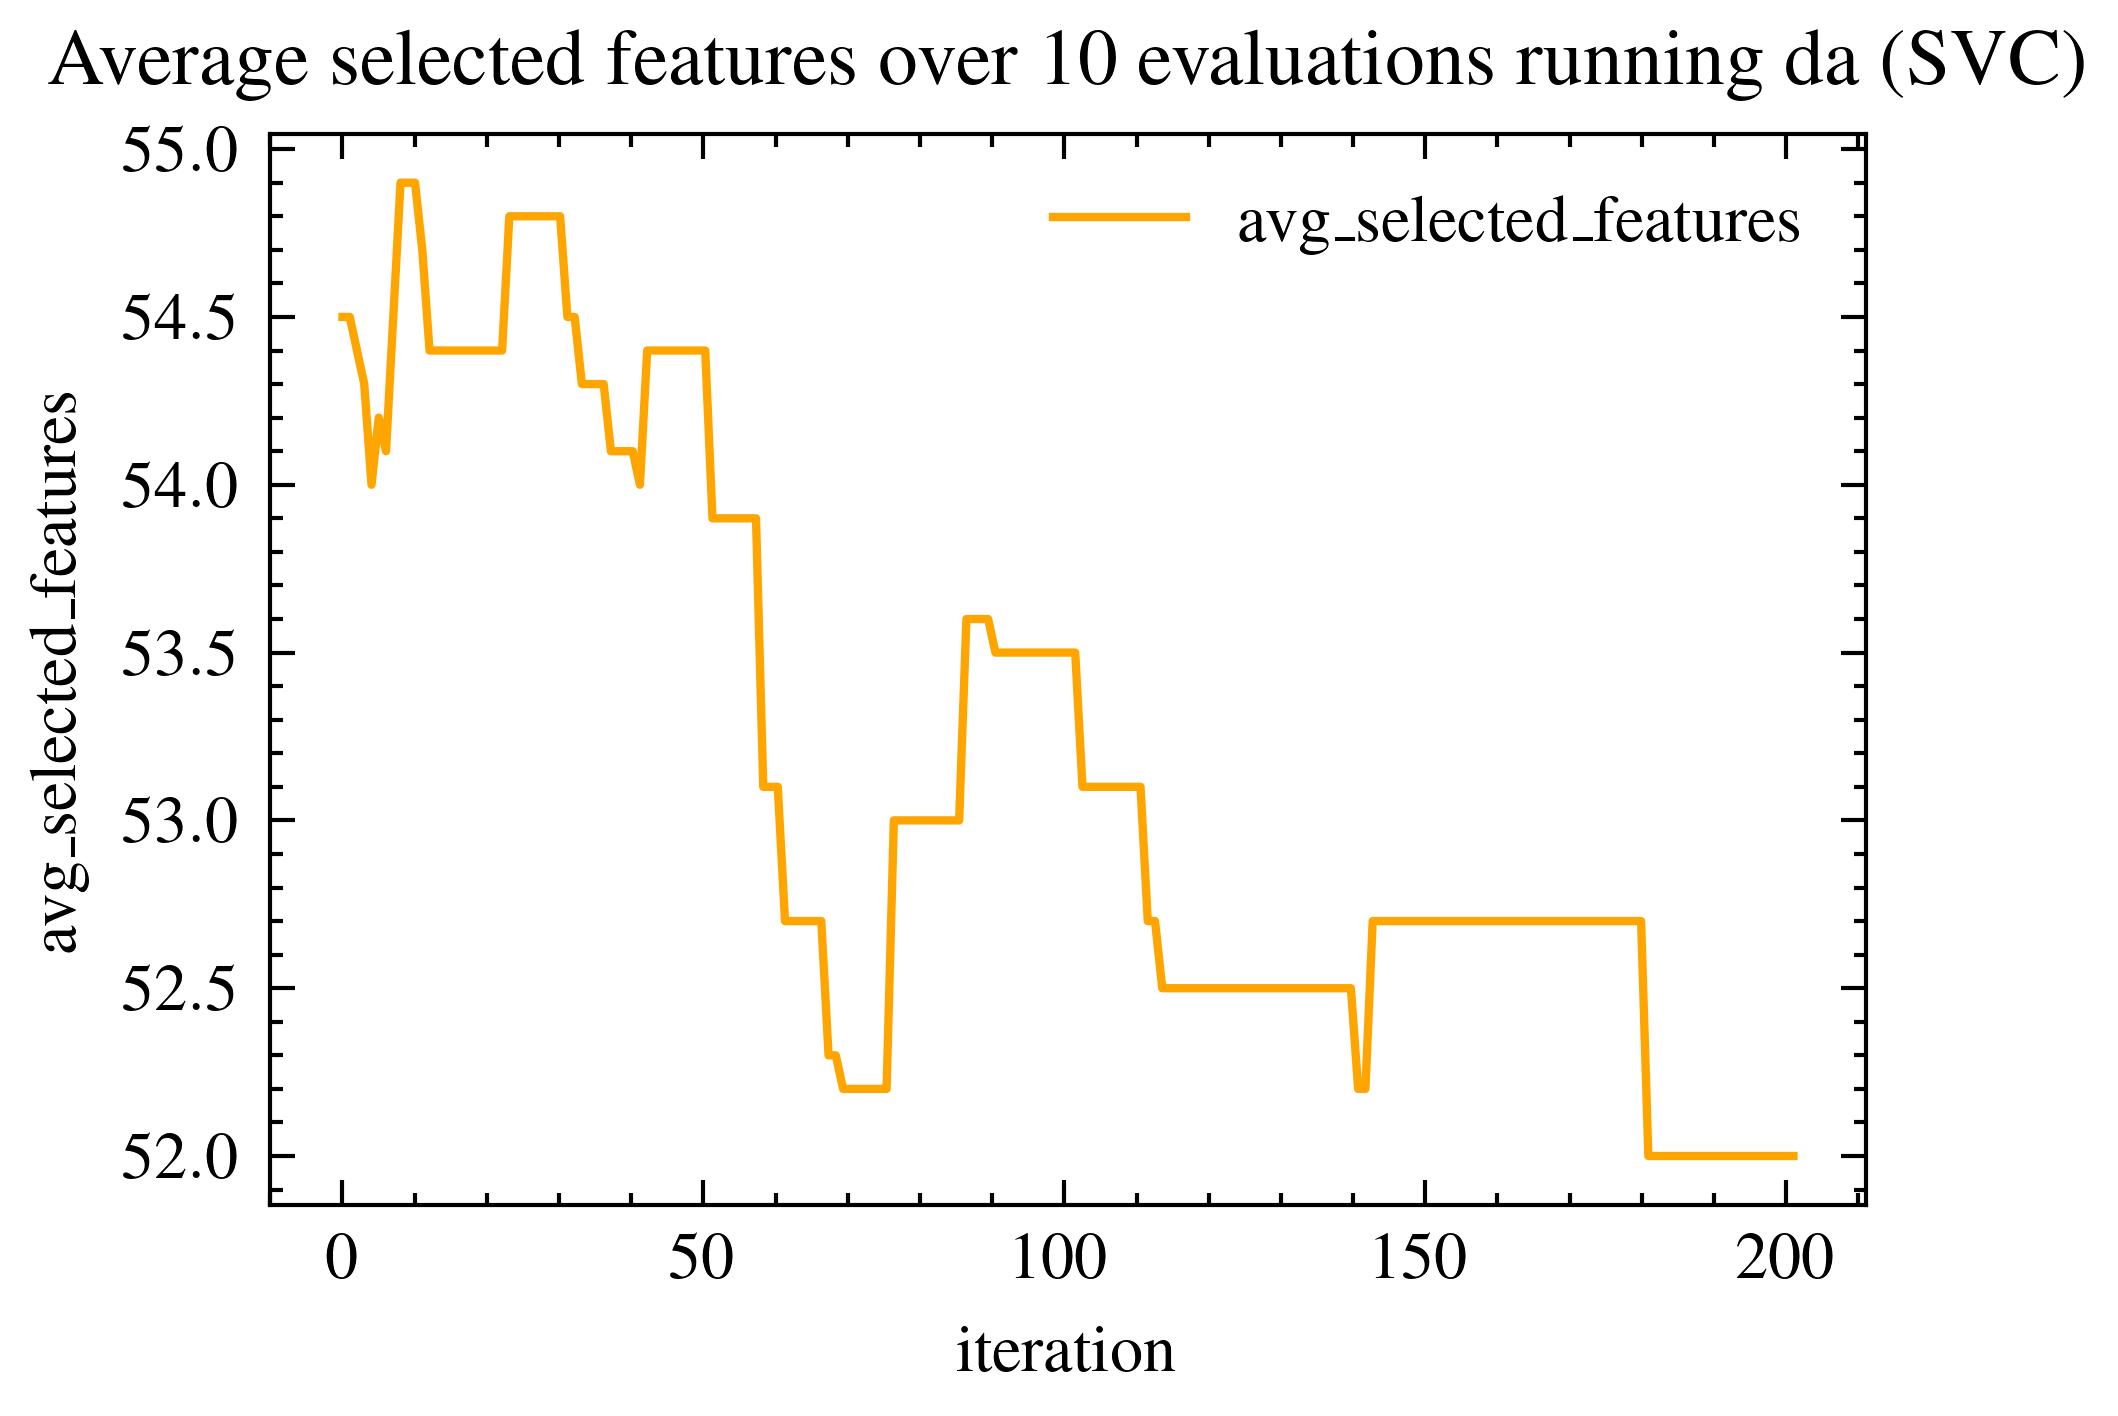 Average selected features over 10 evaluations running da (SVC)
avg_selected_features
55.0
54.5
54.0
53.5
53.0
52.5
52.0
avg_selected_features
0 50 100 150 200
iteration